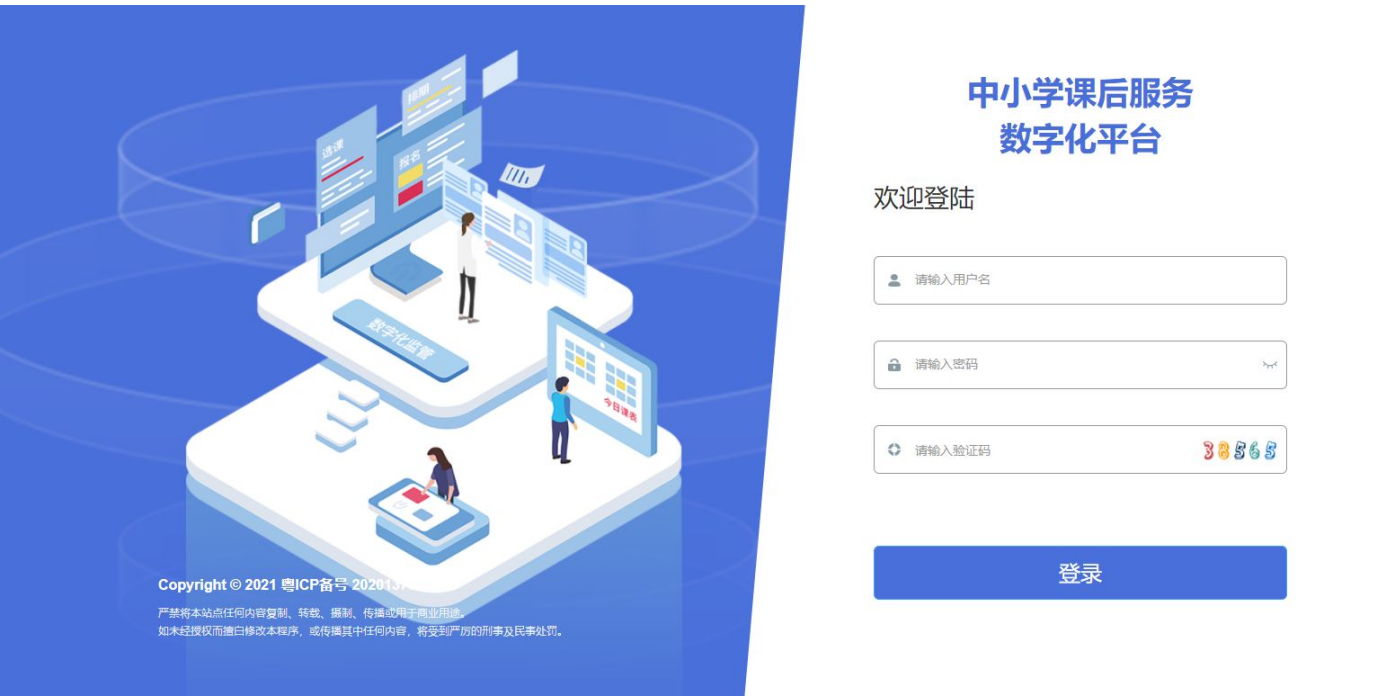 选课
排期
报名
数字化监管
今日课表
Copyright © 2021 粤ICP备号
严禁将本站点任何内容复制、转载、摄制、传播或用于商业用途。
如未经授权而擅自修改本程序，或传播其中任何内容，将受到严厉的刑事及民事处罚。
中小学课后服务
数字化平台
欢迎登陆
请输入用户名
请输入密码
请输入验证码
38565
登录